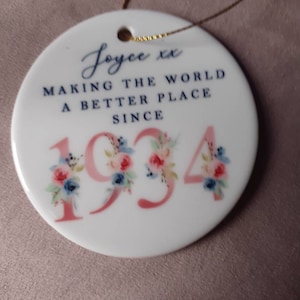 Joyce xx
MAKING THE WORLD
A BETTER PLACE
SINCE
1934